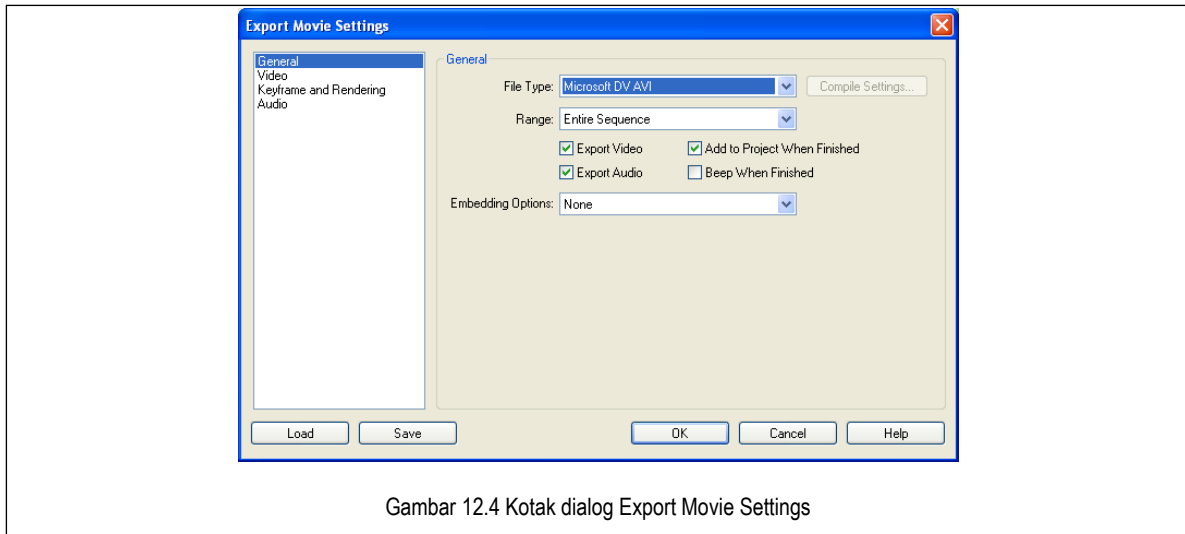 Export Movie Settings
General
Video
Keyframe and Rendering
Audio
General
File Type: Microsoft DV AVI Compile Settings...
Range: Entire Sequence
Export Video Add to Project When Finished
Export Audio Beep When Finished
Embedding Options: None
Load Save OK Cancel Help
Gambar 12.4 Kotak dialog Export Movie Settings